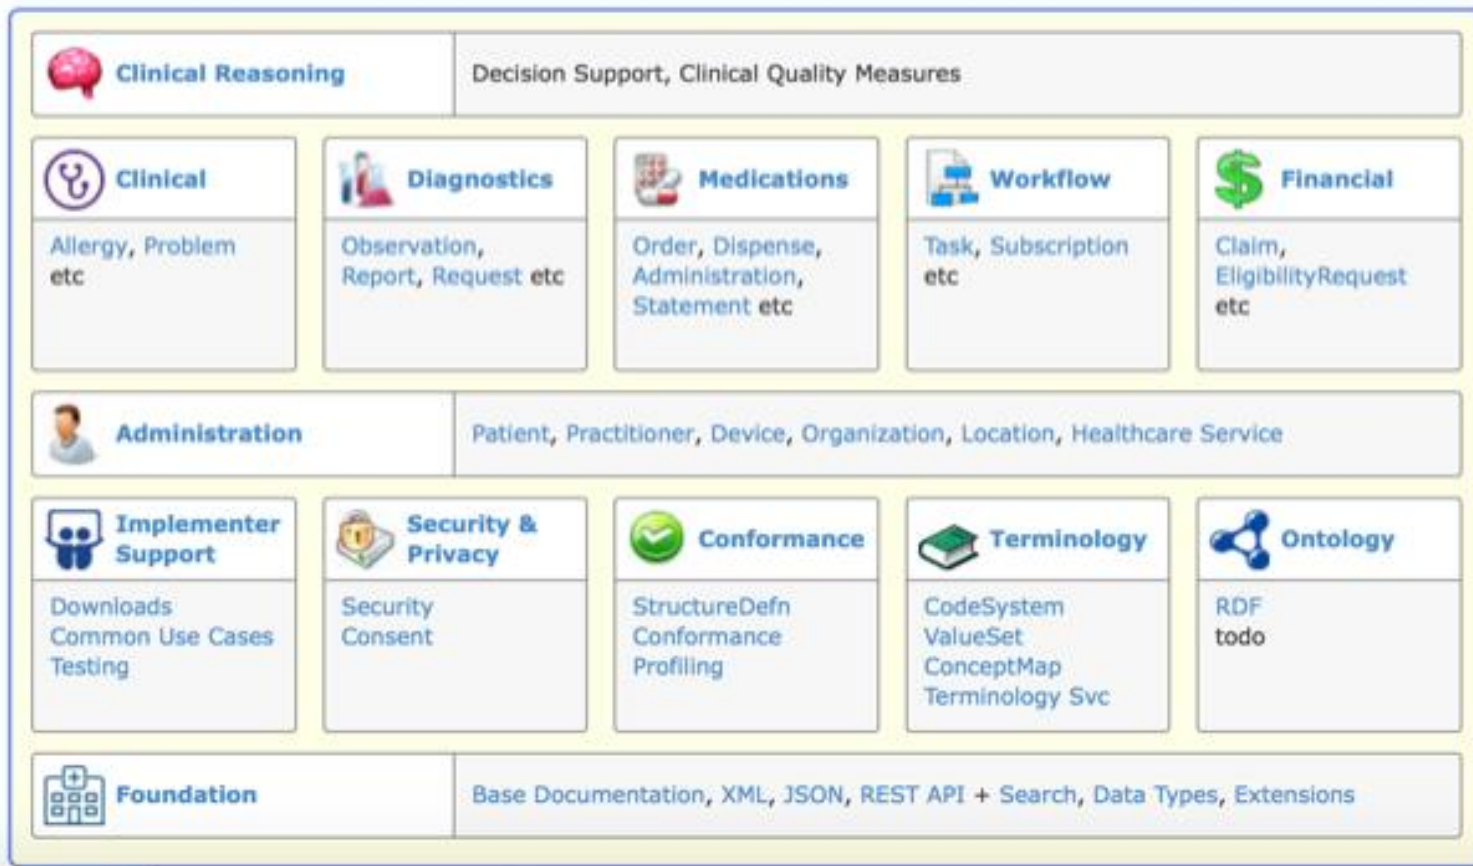 Clinical Reasoning
Decision Support, Clinical Quality Measures
Clinical
Allergy, Problem
etc
Diagnostics
Observation,
Report, Request etc
Medications
Order, Dispense,
Administration,
Statement etc
Workflow
Task, Subscription
etc
Financial
Claim,
EligibilityRequest
etc
Administration
Patient, Practitioner, Device, Organization, Location, Healthcare Service
Implementer
Support
Downloads
Common Use Cases
Testing
Security &
Privacy
Security
Consent
Conformance
StructureDefn
Conformance
Profiling
Terminology
CodeSystem
ValueSet
ConceptMap
Terminology Svc
Ontology
RDF
todo
Foundation
Base Documentation, XML, JSON, REST API + Search, Data Types, Extensions